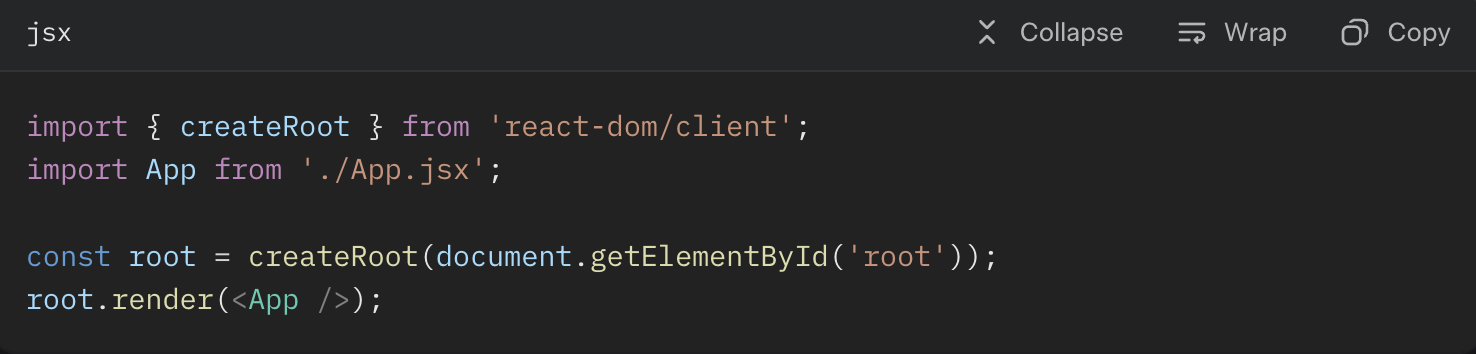 jsx Collapse Wrap Copy
import { createRoot } from 'react-dom/client';
import App from './App.jsx';
const root = createRoot(document.getElementById('root'));
root.render(<App />);